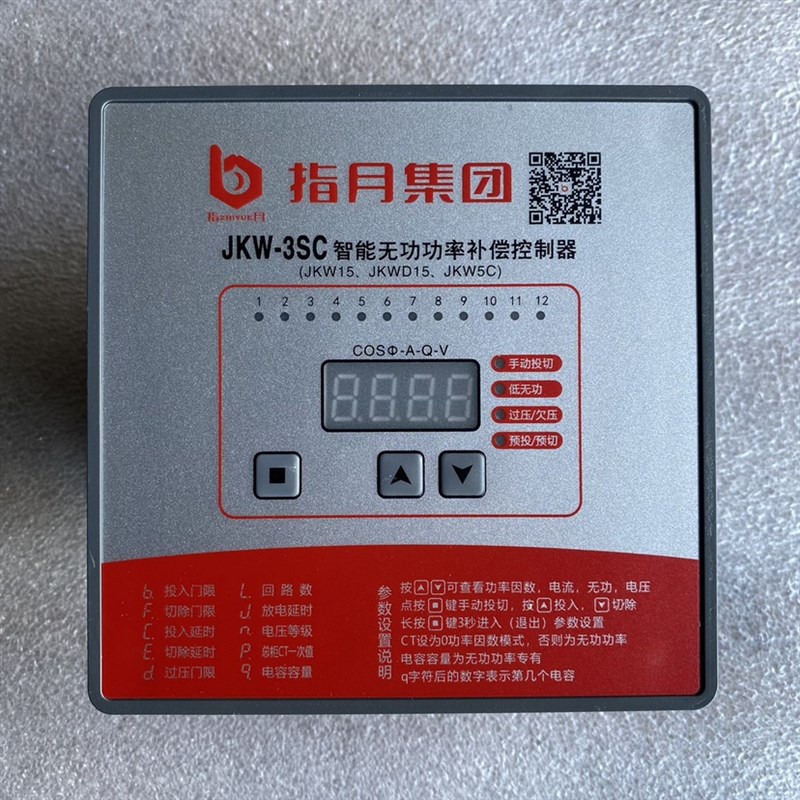 指月集团
指ZHIYUE月
JKW-3SC 智能无功功率补偿控制器
(JKW15、JKWD15、JKW5C)
1 2 3 4 5 6 7 8 9 10 11 12
COSΦ-A-Q-V
手动投切
低无功
过压/欠压
预投/预切
b. 投入门限 L. 回路数
F. 切除门限 J. 放电延时
C. 投入延时 n. 电压等级
E. 切除延时 P. 总柜CT一次值
d 过压门限 q. 电容容量
参数设置说明
按▲▼可查看功率因数，电流，无功，电压
点按■键手动投切，按▲投入，▼切除
长按■键3秒进入（退出）参数设置
CT设为0功率因数模式，否则为无功功率
电容容量为无功功率专有
q字符后的数字表示第几个电容